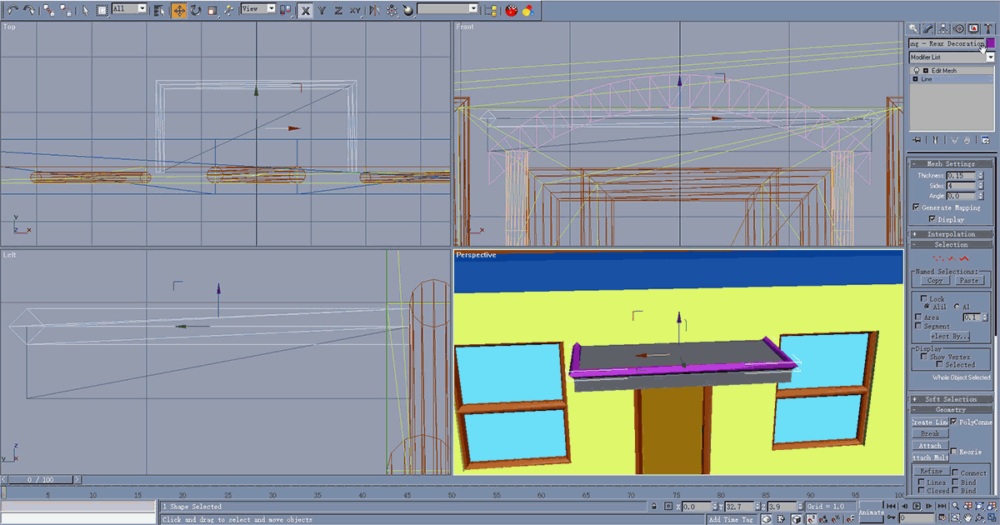 All
View
X Y Z XY
Top
Front
ng - Rear Decoration
Modifier List
Edit Mesh
Line
- Mesh Settings
Thickness: 0.15
Sides: 4
Angle: 0.0
Generate Mapping
Display
+ Interpolation
- Selection
Named Selections:
Copy Paste
Lock
Area 0.1
Segment
elect By...
Display
Show Vertex
Selected
Whole Object Selected
+ Soft Selection
- Geometry
Create Lin PolyConne
Break
Attach Reorie
ttach Mult
Refine Connect
Linea Bind
Closed Bind
y
z x
x
Left
Perspective
z
y
0 / 100
5 10 15 20 25 30 35 40 45 50 55 60 65 70 75 80 85 90 95 100
1 Shape Selected
X 0.0 Y 32.7 Z 3.9 Grid = 1.0
Animate
0
Click and drag to select and move objects
Add Time Tag